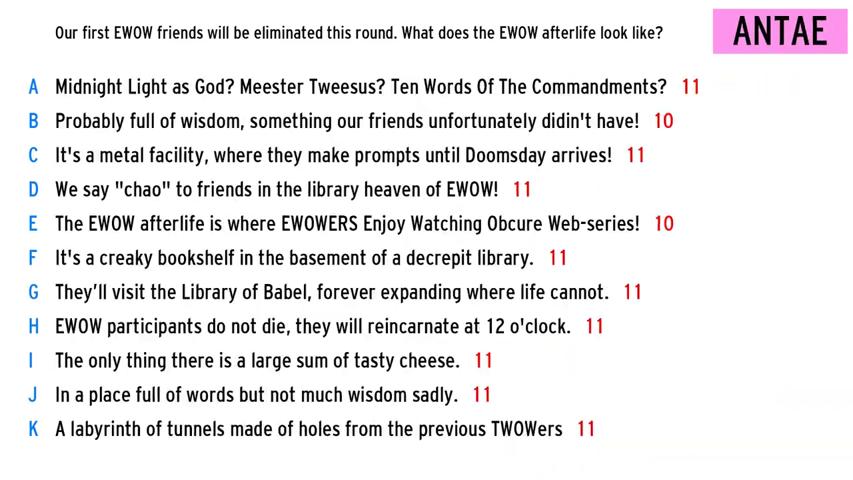 Our first EWOW friends will be eliminated this round. What does the EWOW afterlife look like?
ANTAE
A Midnight Light as God? Meester Tweesus? Ten Words Of The Commandments? 11
B Probably full of wisdom, something our friends unfortunately didin't have! 10
C It's a metal facility, where they make prompts until Doomsday arrives! 11
D We say "chao" to friends in the library heaven of EWOW! 11
E The EWOW afterlife is where EWOWERS Enjoy Watching Obcure Web-series! 10
F It's a creaky bookshelf in the basement of a decrepit library. 11
G They’ll visit the Library of Babel, forever expanding where life cannot. 11
H EWOW participants do not die, they will reincarnate at 12 o'clock. 11
I The only thing there is a large sum of tasty cheese. 11
J In a place full of words but not much wisdom sadly. 11
K A labyrinth of tunnels made of holes from the previous TWOWers 11